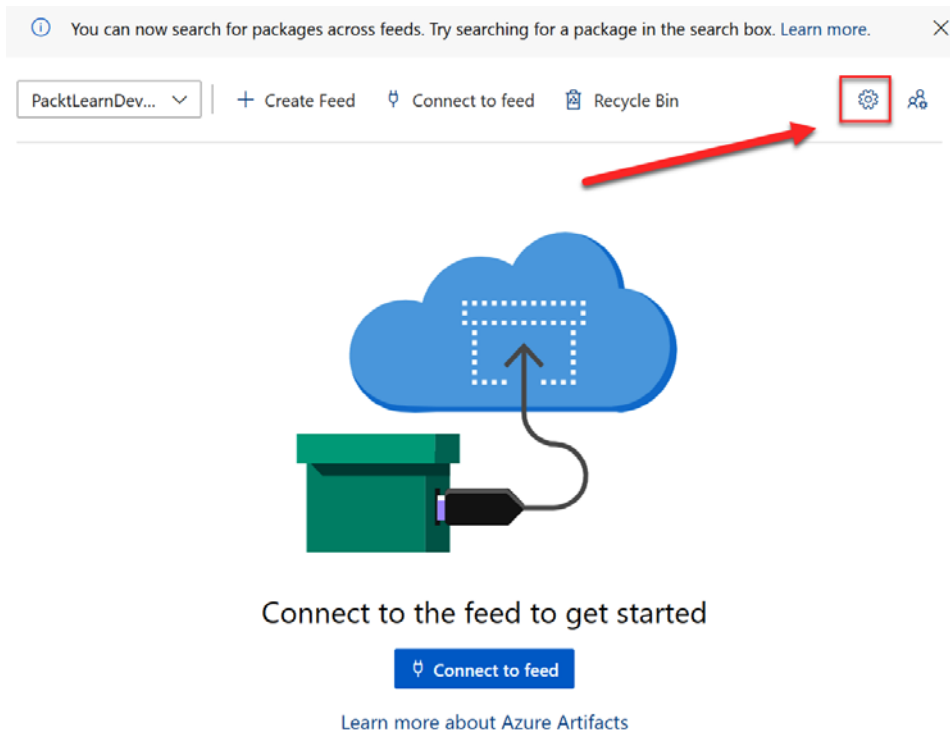 You can now search for packages across feeds. Try searching for a package in the search box. Learn more.
PacktLearnDev... Create Feed Connect to feed Recycle Bin
Connect to the feed to get started
Connect to feed
Learn more about Azure Artifacts